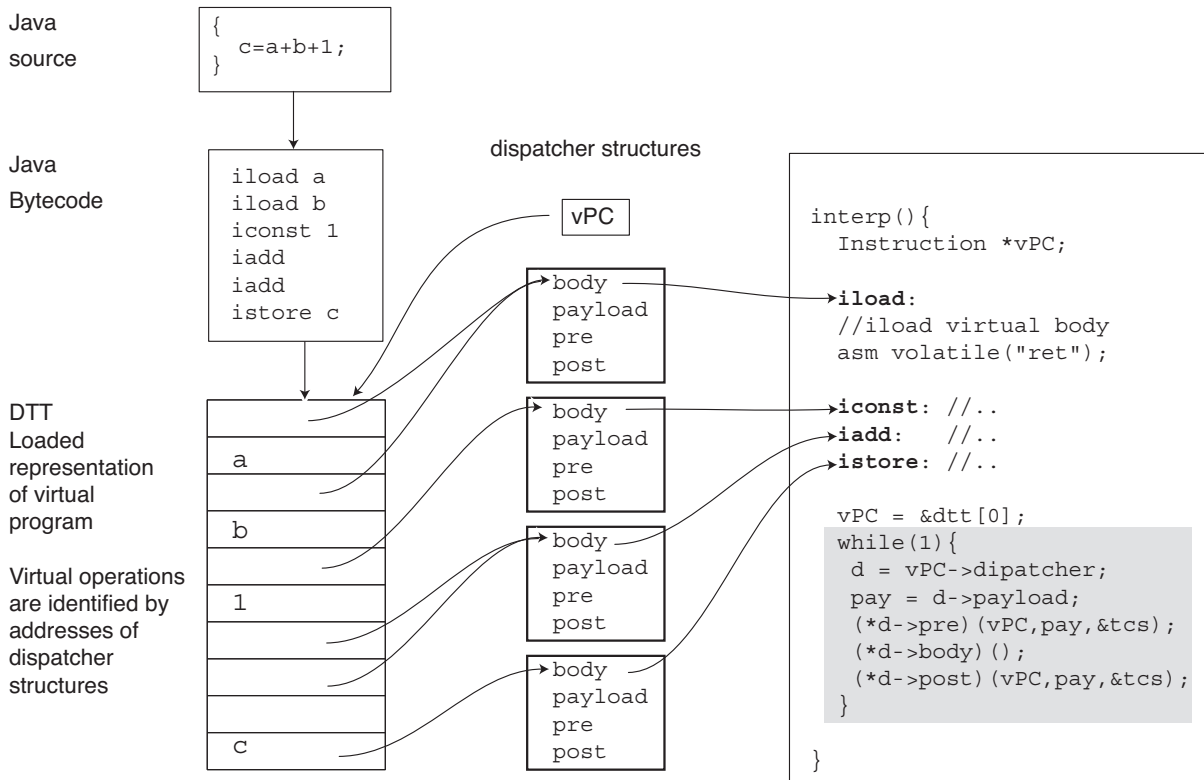 Java
source
{
c=a+b+1;
}
Java
Bytecode
iload a
iload b
iconst 1
iadd
iadd
istore c
dispatcher structures
vPC
DTT
Loaded
representation
of virtual
program
Virtual operations
are identified by
addresses of
dispatcher
structures
a
b
1
c
body
payload
pre
post
body
payload
pre
post
body
payload
pre
post
body
payload
pre
post
interp(){
Instruction *vPC;
iload:
//iload virtual body
asm volatile("ret");
iconst: //..
iadd: //..
istore: //..
vPC = &dtt[0];
while(1){
d = vPC->dipatcher;
pay = d->payload;
(*d->pre)(vPC,pay,&tcs);
(*d->body)();
(*d->post)(vPC,pay,&tcs);
}
}